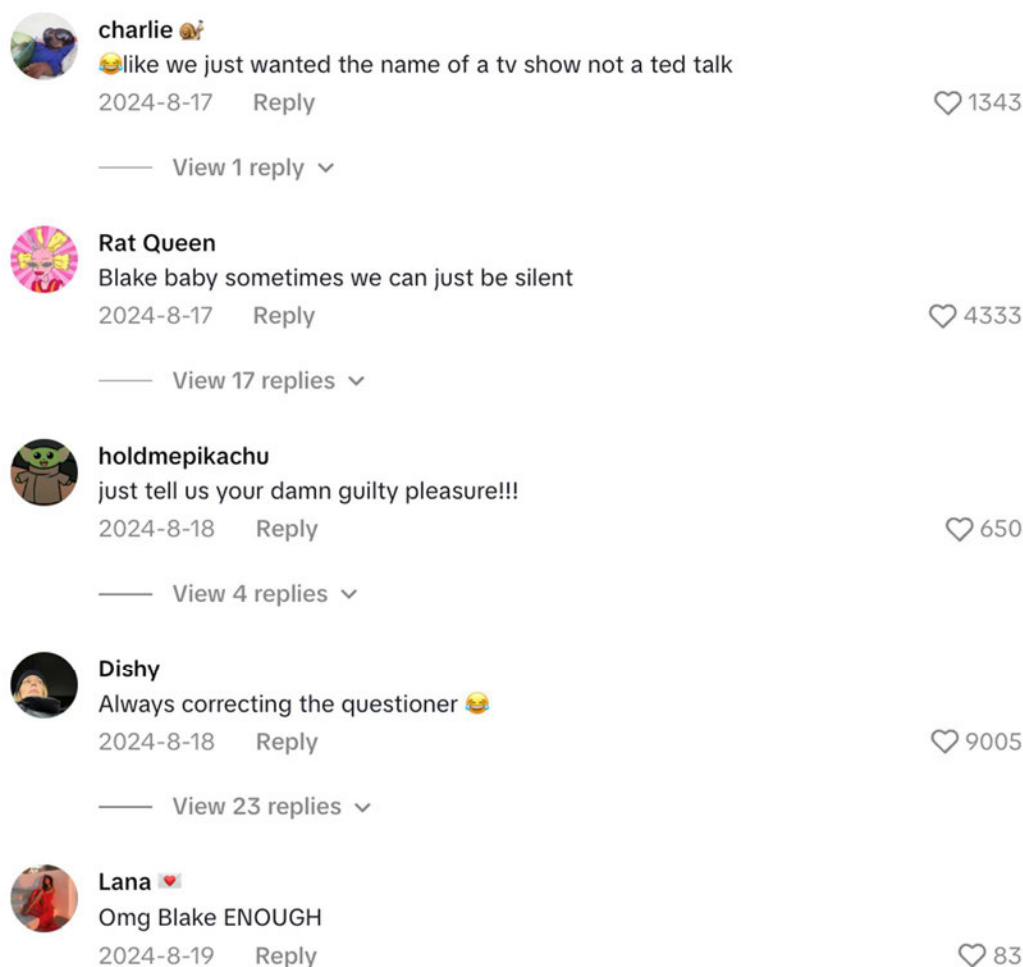 charlie 🐌
😂like we just wanted the name of a tv show not a ted talk
2024-8-17 Reply 1343
View 1 reply
Rat Queen
Blake baby sometimes we can just be silent
2024-8-17 Reply 4333
View 17 replies
holdmepikachu
just tell us your damn guilty pleasure!!!
2024-8-18 Reply 650
View 4 replies
Dishy
Always correcting the questioner 😂
2024-8-18 Reply 9005
View 23 replies
Lana 💌
Omg Blake ENOUGH
2024-8-19 Reply 83